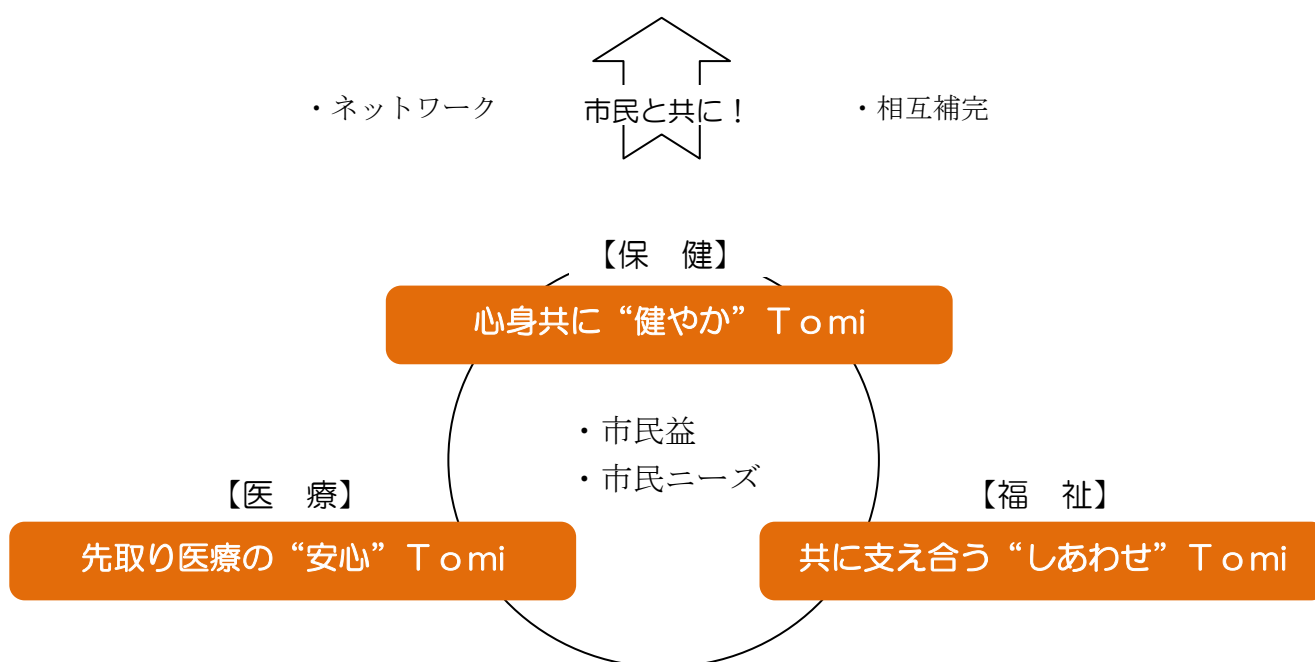 ・ネットワーク
市民と共に！
・相互補完
【保　健】
心身共に“健やか”Ｔｏmi
・市民益
・市民ニーズ
【医　療】
先取り医療の“安心”Ｔｏmi
【福　祉】
共に支え合う“しあわせ”Ｔｏmi